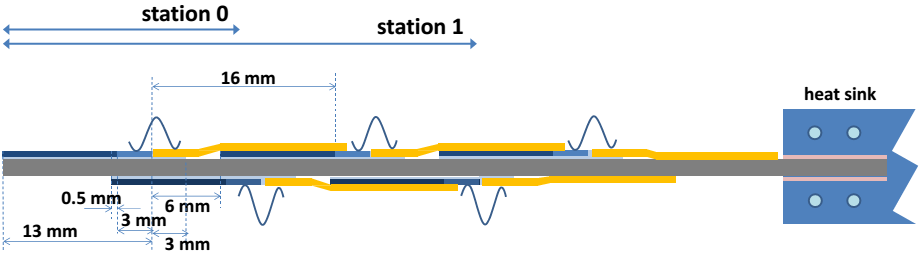 station 0
station 1
16 mm
heat sink
0.5 mm
6 mm
3 mm
13 mm
3 mm